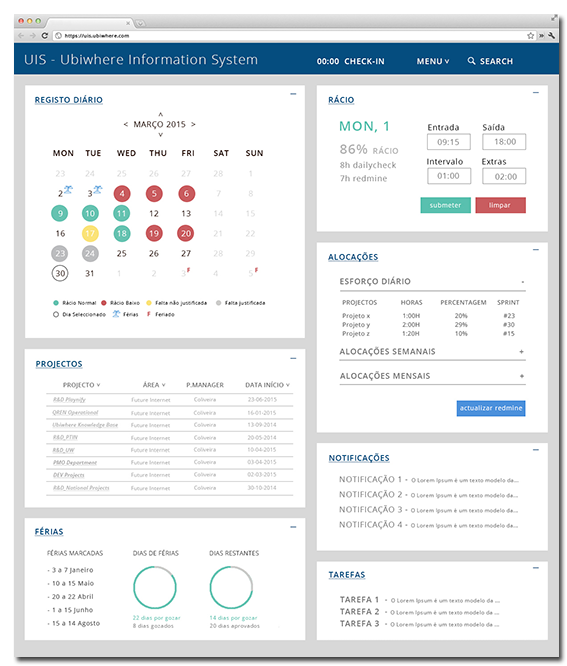 https://uis.ubiwhere.com
UIS - Ubiwhere Information System
00:00 CHECK-IN
MENU
SEARCH
REGISTO DIÁRIO
< MARÇO 2015 >
MON TUE WED THU FRI SAT SUN
23 24 25 26 27 28 1
2 3 4 5 6 7 8
9 10 11 12 13 14 15
16 17 18 19 20 21 22
23 24 25 26 27 28 29
30 31 1 2 3 F 4 5 F
Rácio Normal Rácio Baixo Falta não justificada Falta justificada
Dia Seleccionado Férias F Feriado
PROJECTOS
PROJECTO ÁREA P.MANAGER DATA INÍCIO
R&D Playnify Future Internet Coliveira 23-06-2015
QREN Operational Future Internet Coliveira 16-01-2015
Ubiwhere Knowledge Base Future Internet Coliveira 13-09-2014
R&D_PTIN Future Internet Coliveira 20-05-2014
R&D_UW Future Internet Coliveira 10-04-2015
PMO Department Future Internet Coliveira 03-04-2015
DEV Projects Future Internet Coliveira 02-03-2015
R&D_National Projects Future Internet Coliveira 30-10-2014
FÉRIAS
FÉRIAS MARCADAS
- 3 a 7 Janeiro
- 10 a 15 Maio
- 20 a 22 Abril
- 1 a 15 Junho
- 15 a 14 Agosto
DIAS DE FÉRIAS
22 dias por gozar
8 dias gozados
DIAS RESTANTES
14 dias por gozar
20 dias aprovados
RÁCIO
MON, 1
86% RÁCIO
8h dailycheck
7h redmine
Entrada Saída
09:15 18:00
Intervalo Extras
01:00 02:00
submeter limpar
ALOCAÇÕES
ESFORÇO DIÁRIO -
PROJECTOS HORAS PERCENTAGEM SPRINT
Projeto x 1:00H 20% #23
Projeto y 2:00H 29% #30
Projeto z 1:20H 10% #15
ALOCAÇÕES SEMANAIS +
ALOCAÇÕES MENSAIS +
actualizar redmine
NOTIFICAÇÕES
NOTIFICAÇÃO 1 • O Lorem Ipsum é um texto modelo da...
NOTIFICAÇÃO 2 • O Lorem Ipsum é um texto modelo da...
NOTIFICAÇÃO 3 • O Lorem Ipsum é um texto modelo da...
NOTIFICAÇÃO 4 • O Lorem Ipsum é um texto modelo da...
TAREFAS
TAREFA 1 • O Lorem Ipsum é um texto modelo da ...
TAREFA 2 • O Lorem Ipsum é um texto modelo da ...
TAREFA 3 • O Lorem Ipsum é um texto modelo da ...